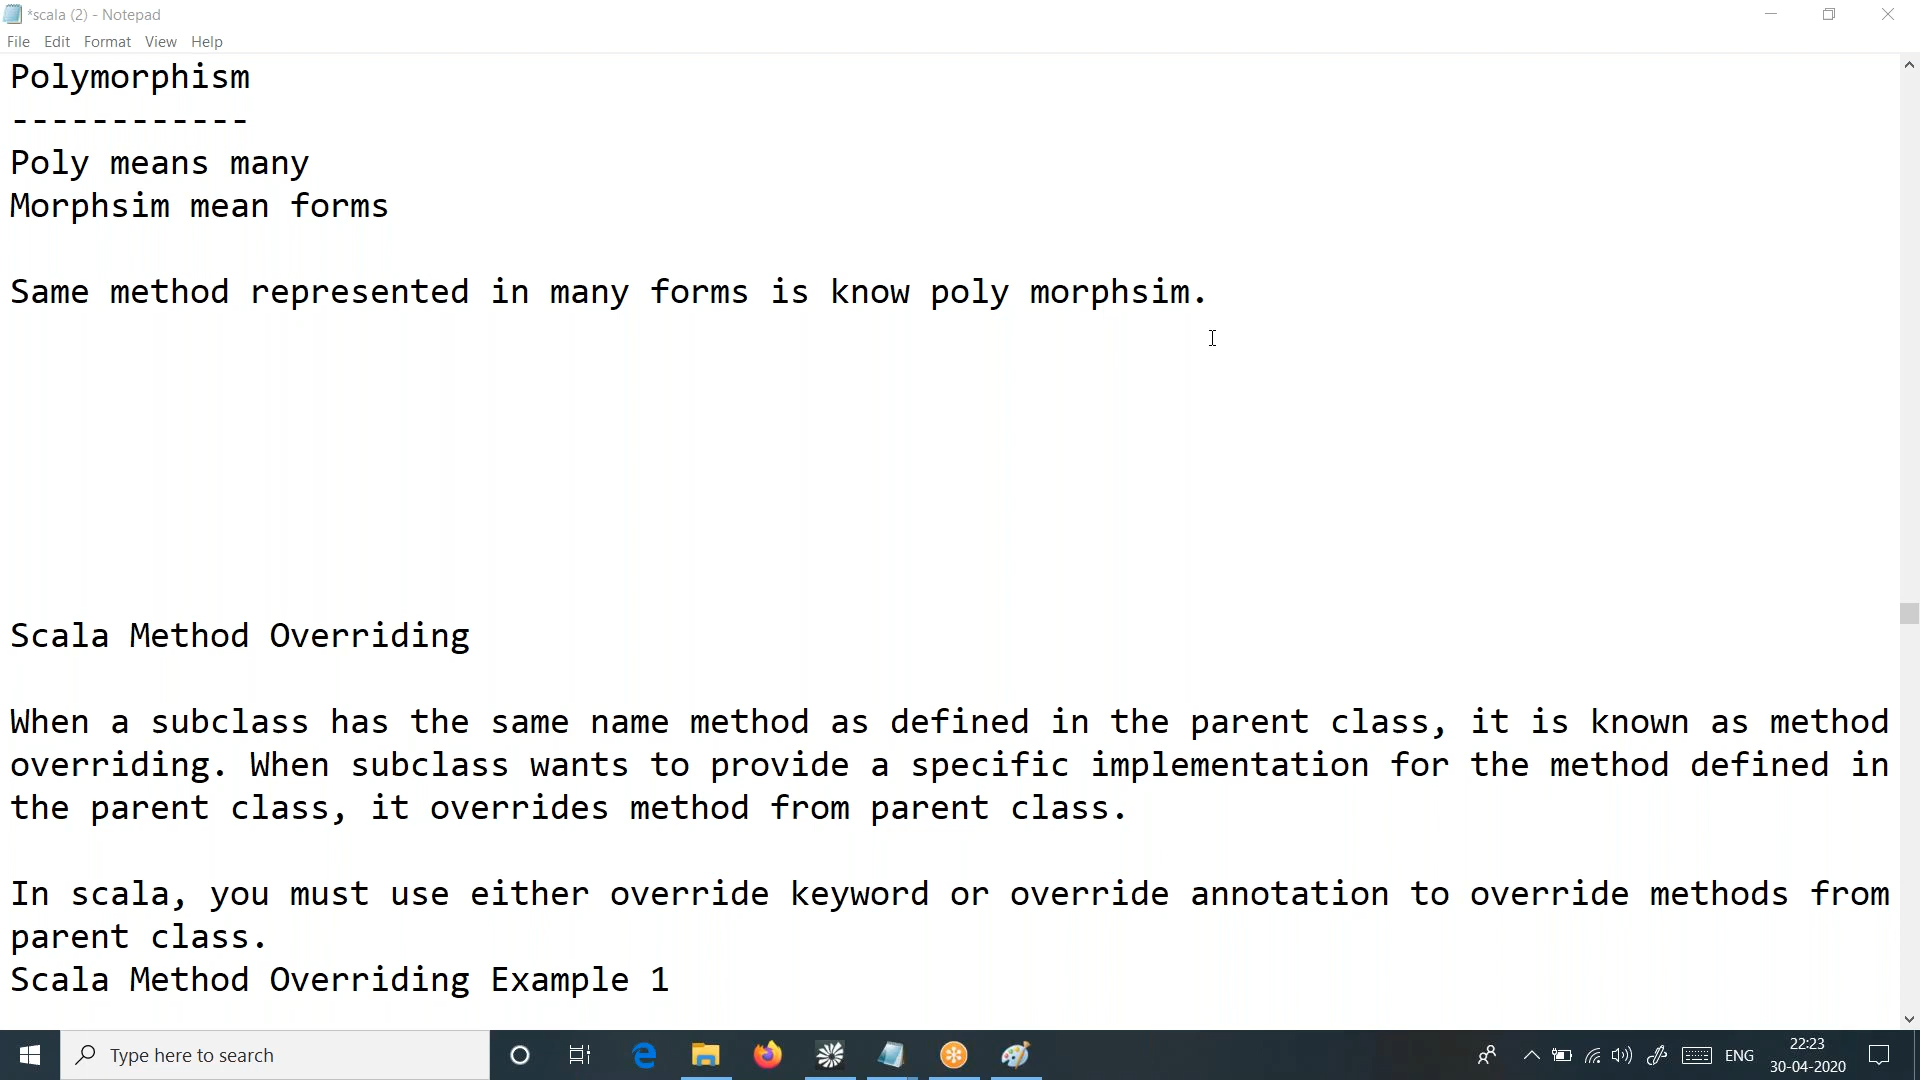 *scala (2) - Notepad
File Edit Format View Help
Polymorphism
------------
Poly means many
Morphsim mean forms
Same method represented in many forms is know poly morphsim.
Scala Method Overriding
When a subclass has the same name method as defined in the parent class, it is known as method
overriding. When subclass wants to provide a specific implementation for the method defined in
the parent class, it overrides method from parent class.
In scala, you must use either override keyword or override annotation to override methods from
parent class.
Scala Method Overriding Example 1
Type here to search
ENG
22:23
30-04-2020